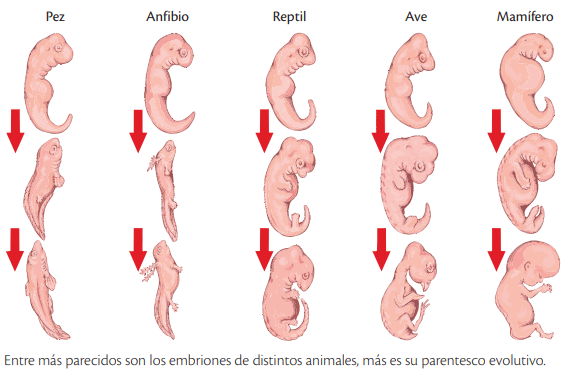 Pez Anfibio Reptil Ave Mamífero
Entre más parecidos son los embriones de distintos animales, más es su parentesco evolutivo.